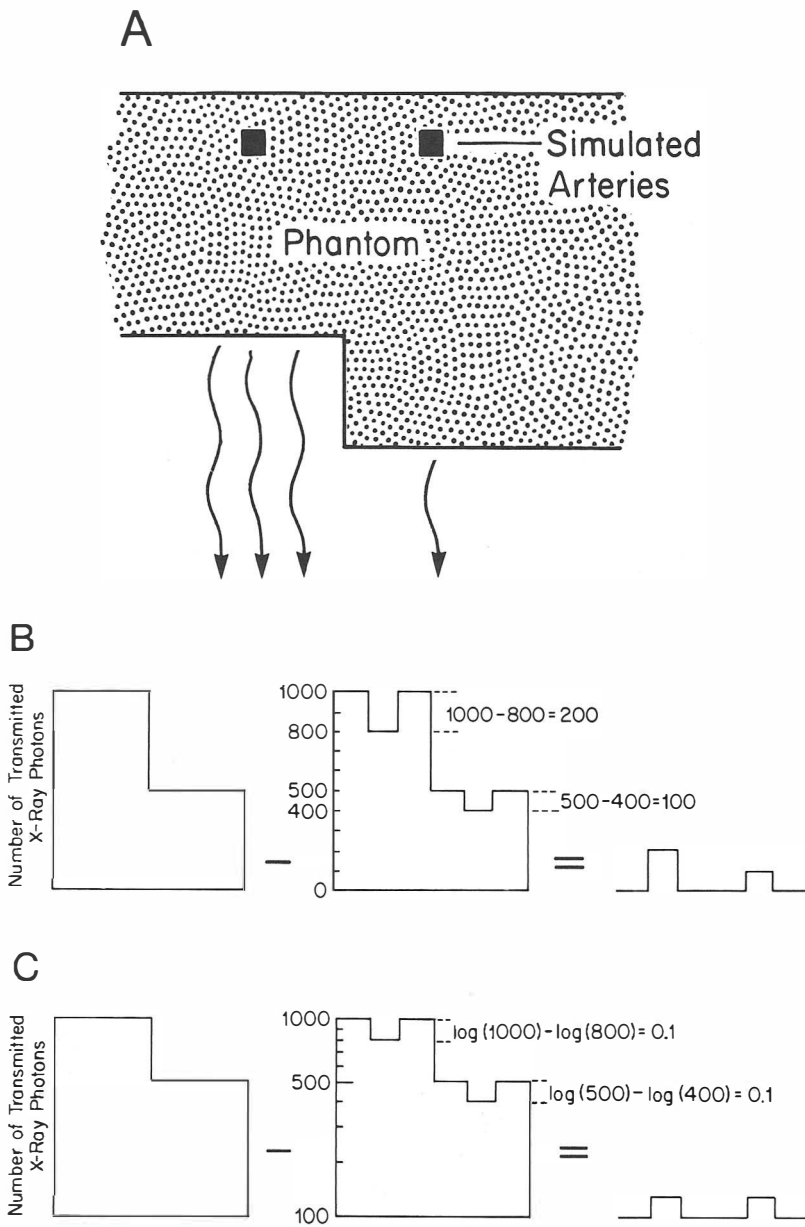 A
Simulated
Arteries
Phantom
B
Number of Transmitted
X-Ray Photons
1000
800
500
400
0
1000-800=200
500-400=100
−
=
C
Number of Transmitted
X-Ray Photons
1000
500
100
log(1000)-log(800)=0.1
log(500)-log(400)=0.1
−
=